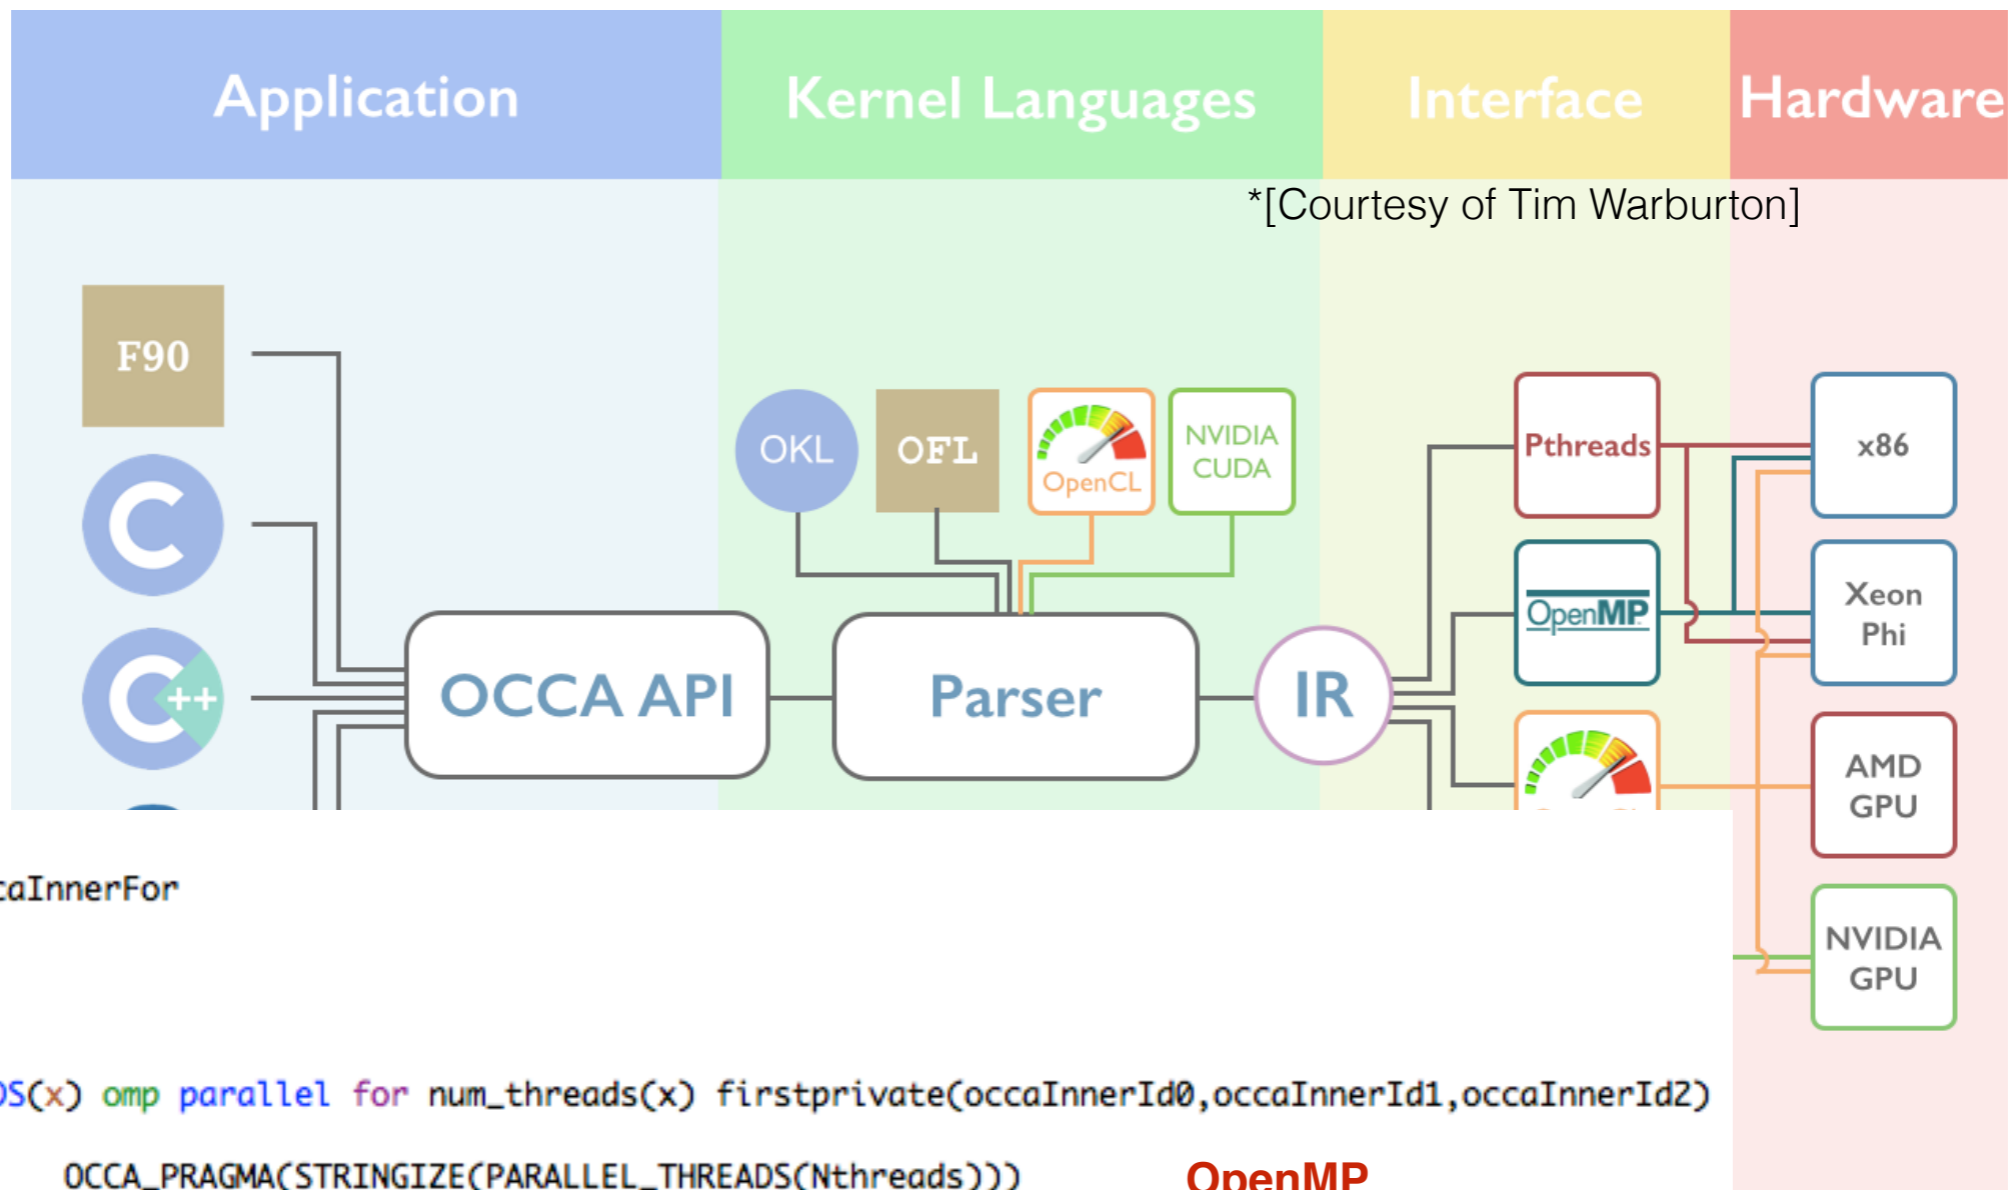 Application
Kernel Languages
Interface
Hardware
*[Courtesy of Tim Warburton]
F90
C
C++
OKL
OFL
OpenCL
NVIDIA
CUDA
OCCA API
Parser
IR
Pthreads
OpenMP
x86
Xeon
Phi
AMD
GPU
NVIDIA
GPU
caInnerFor
DS(x) omp parallel for num_threads(x) firstprivate(occaInnerId0,occaInnerId1,occaInnerId2)
OCCA_PRAGMA(STRINGIZE(PARALLEL_THREADS(Nthreads)))
OpenMP